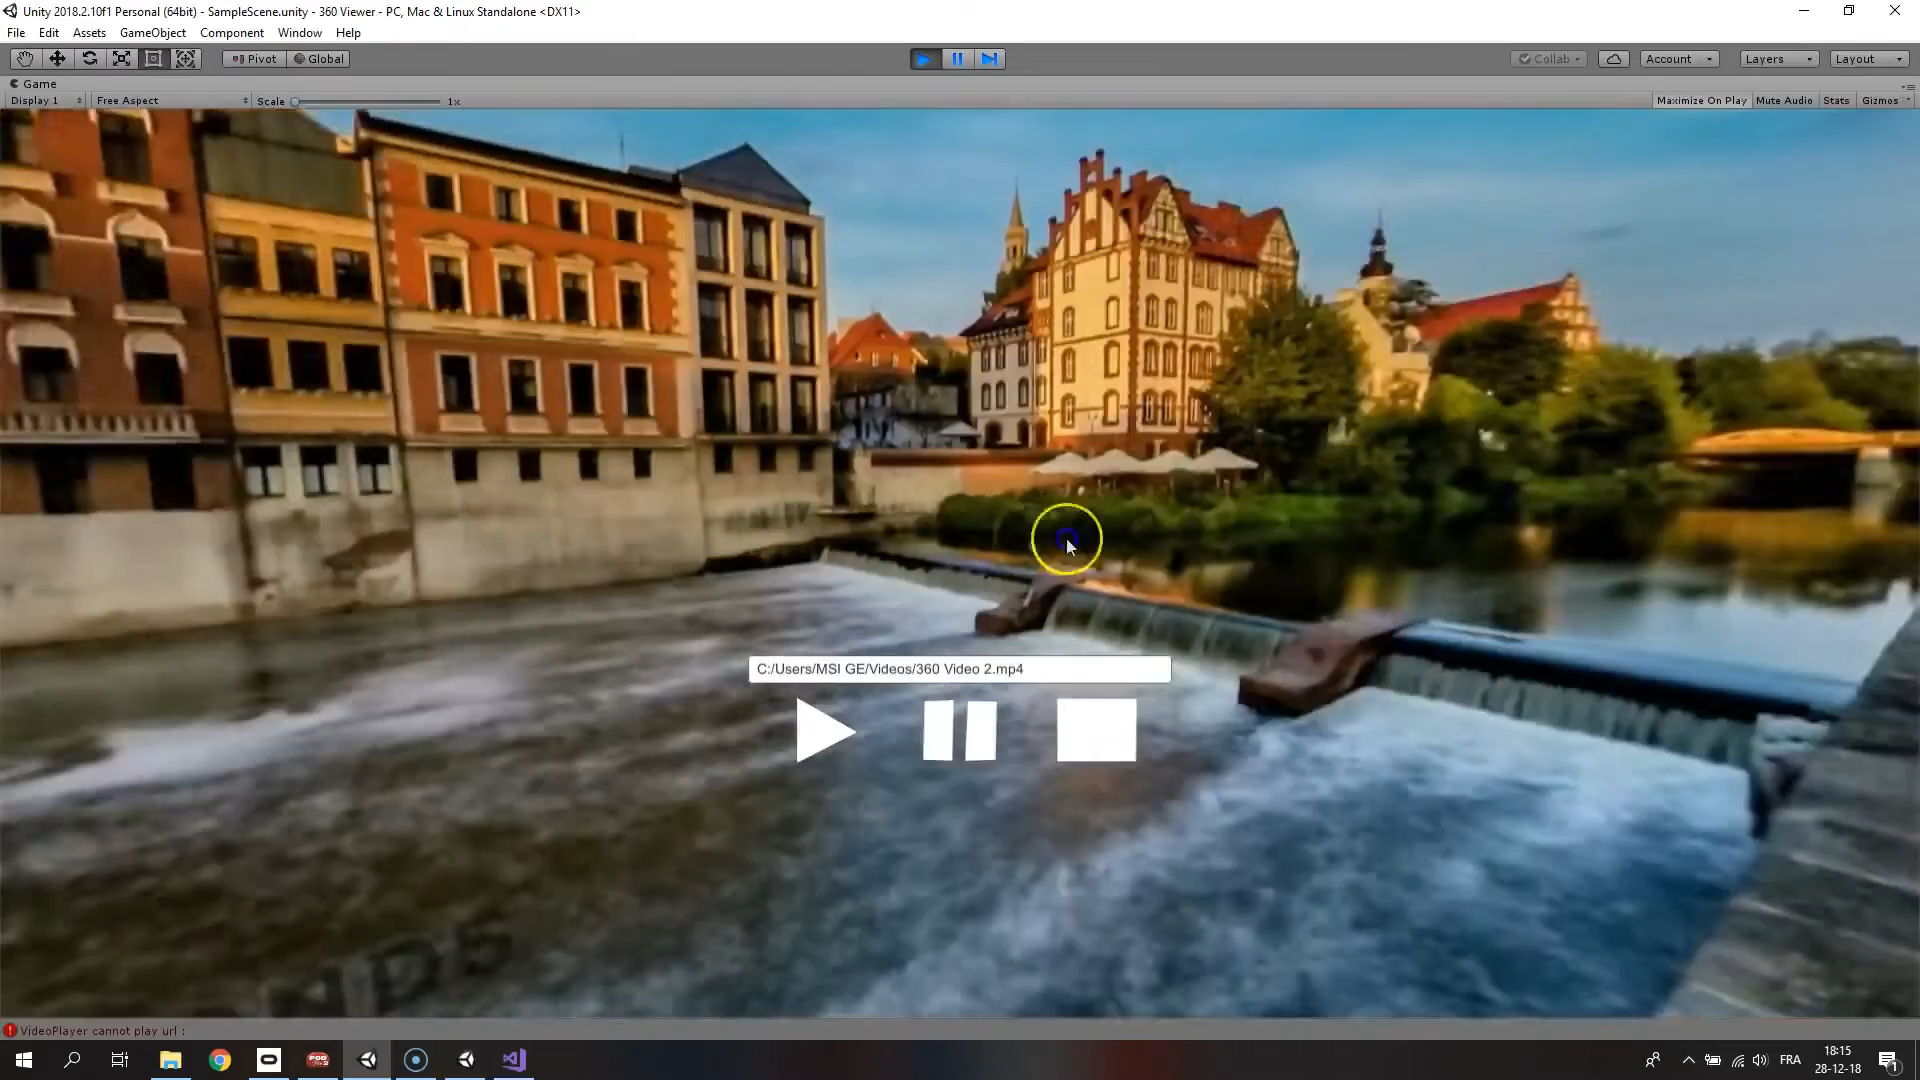 Unity 2018.2.10f1 Personal (64bit) - SampleScene.unity - 360 Viewer - PC, Mac & Linux Standalone <DX11>
File Edit Assets GameObject Component Window Help
Pivot Global Collab Account Layers Layout
Game
Display 1 Free Aspect Scale 1x Maximize On Play Mute Audio Stats Gizmos
C:/Users/MSI GE/Videos/360 Video 2.mp4
VideoPlayer cannot play url :
FRA
18:15
28-12-18
1